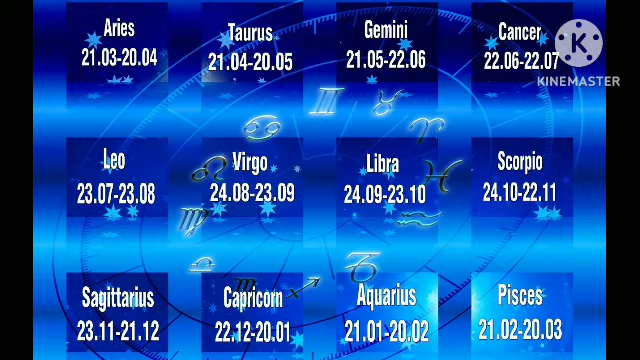 Aries
21.03-20.04
Taurus
21.04-20.05
Gemini
21.05-22.06
Cancer
22.06-22.07
KINEMASTER
Leo
23.07-23.08
Virgo
24.08-23.09
Libra
24.09-23.10
Scorpio
24.10-22.11
Sagittarius
23.11-21.12
Capricorn
22.12-20.01
Aquarius
21.01-20.02
Pisces
21.02-20.03